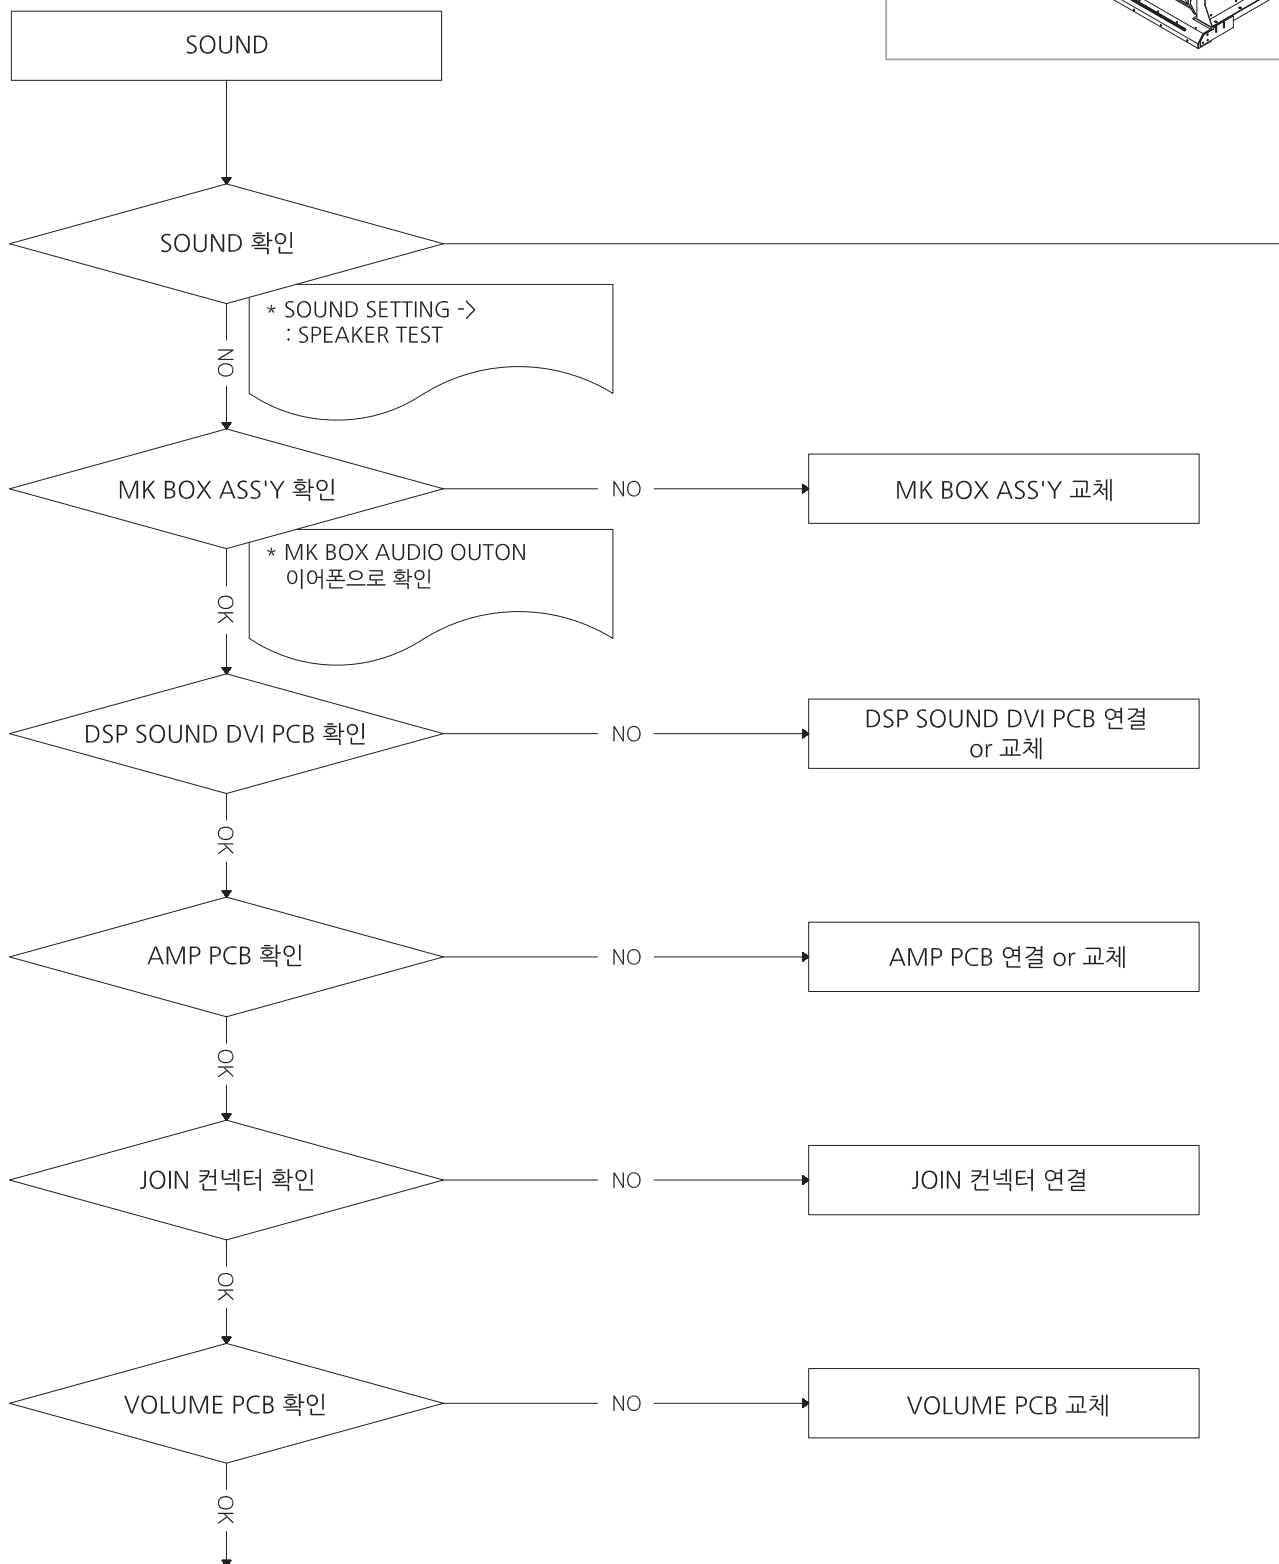 SOUND
SOUND 확인
* SOUND SETTING ->
: SPEAKER TEST
NO
MK BOX ASS'Y 확인
NO
MK BOX ASS'Y 교체
* MK BOX AUDIO OUTON
이어폰으로 확인
OK
DSP SOUND DVI PCB 확인
NO
DSP SOUND DVI PCB 연결
or 교체
OK
AMP PCB 확인
NO
AMP PCB 연결 or 교체
OK
JOIN 컨넥터 확인
NO
JOIN 컨넥터 연결
OK
VOLUME PCB 확인
NO
VOLUME PCB 교체
OK